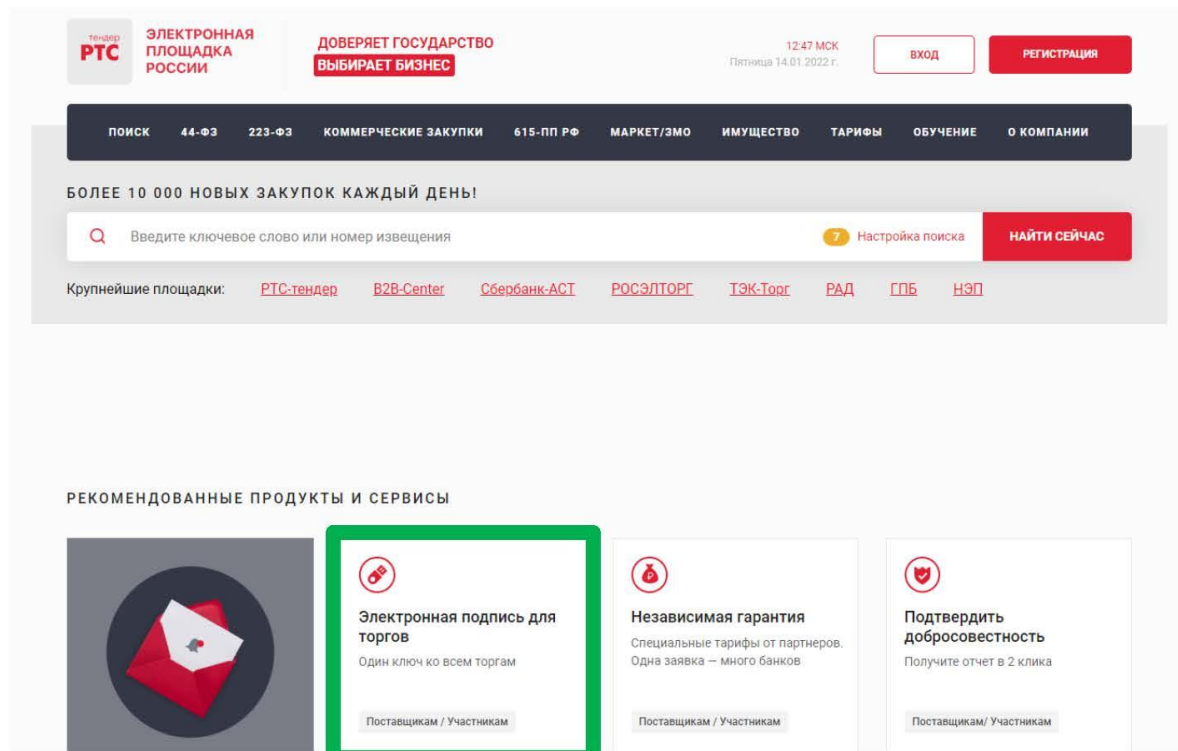 тендер
РТС
ЭЛЕКТРОННАЯ
ПЛОЩАДКА
РОССИИ
ДОВЕРЯЕТ ГОСУДАРСТВО
ВЫБИРАЕТ БИЗНЕС
12:47 МСК
Пятница 14.01.2022 г.
ВХОД
РЕГИСТРАЦИЯ
ПОИСК 44-ФЗ 223-ФЗ КОММЕРЧЕСКИЕ ЗАКУПКИ 615-ПП РФ МАРКЕТ/ЗМО ИМУЩЕСТВО ТАРИФЫ ОБУЧЕНИЕ О КОМПАНИИ
БОЛЕЕ 10 000 НОВЫХ ЗАКУПОК КАЖДЫЙ ДЕНЬ!
Введите ключевое слово или номер извещения 7 Настройка поиска НАЙТИ СЕЙЧАС
Крупнейшие площадки: РТС-тендер B2B-Center Сбербанк-АСТ РОСЭЛТОРГ ТЭК-Торг РАД ГПБ НЭП
РЕКОМЕНДОВАННЫЕ ПРОДУКТЫ И СЕРВИСЫ
Электронная подпись для
торгов
Один ключ ко всем торгам
Поставщикам / Участникам
Независимая гарантия
Специальные тарифы от партнеров.
Одна заявка — много банков
Поставщикам / Участникам
Подтвердить
добросовестность
Получите отчет в 2 клика
Поставщикам/ Участникам